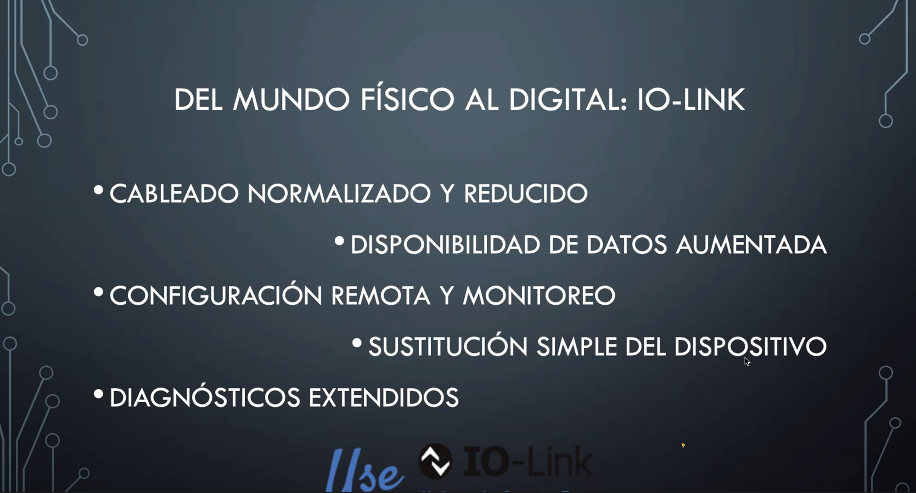 DEL MUNDO FÍSICO AL DIGITAL: IO-LINK
• CABLEADO NORMALIZADO Y REDUCIDO
• DISPONIBILIDAD DE DATOS AUMENTADA
• CONFIGURACIÓN REMOTA Y MONITOREO
• SUSTITUCIÓN SIMPLE DEL DISPOSITIVO
• DIAGNÓSTICOS EXTENDIDOS
Use IO-Link